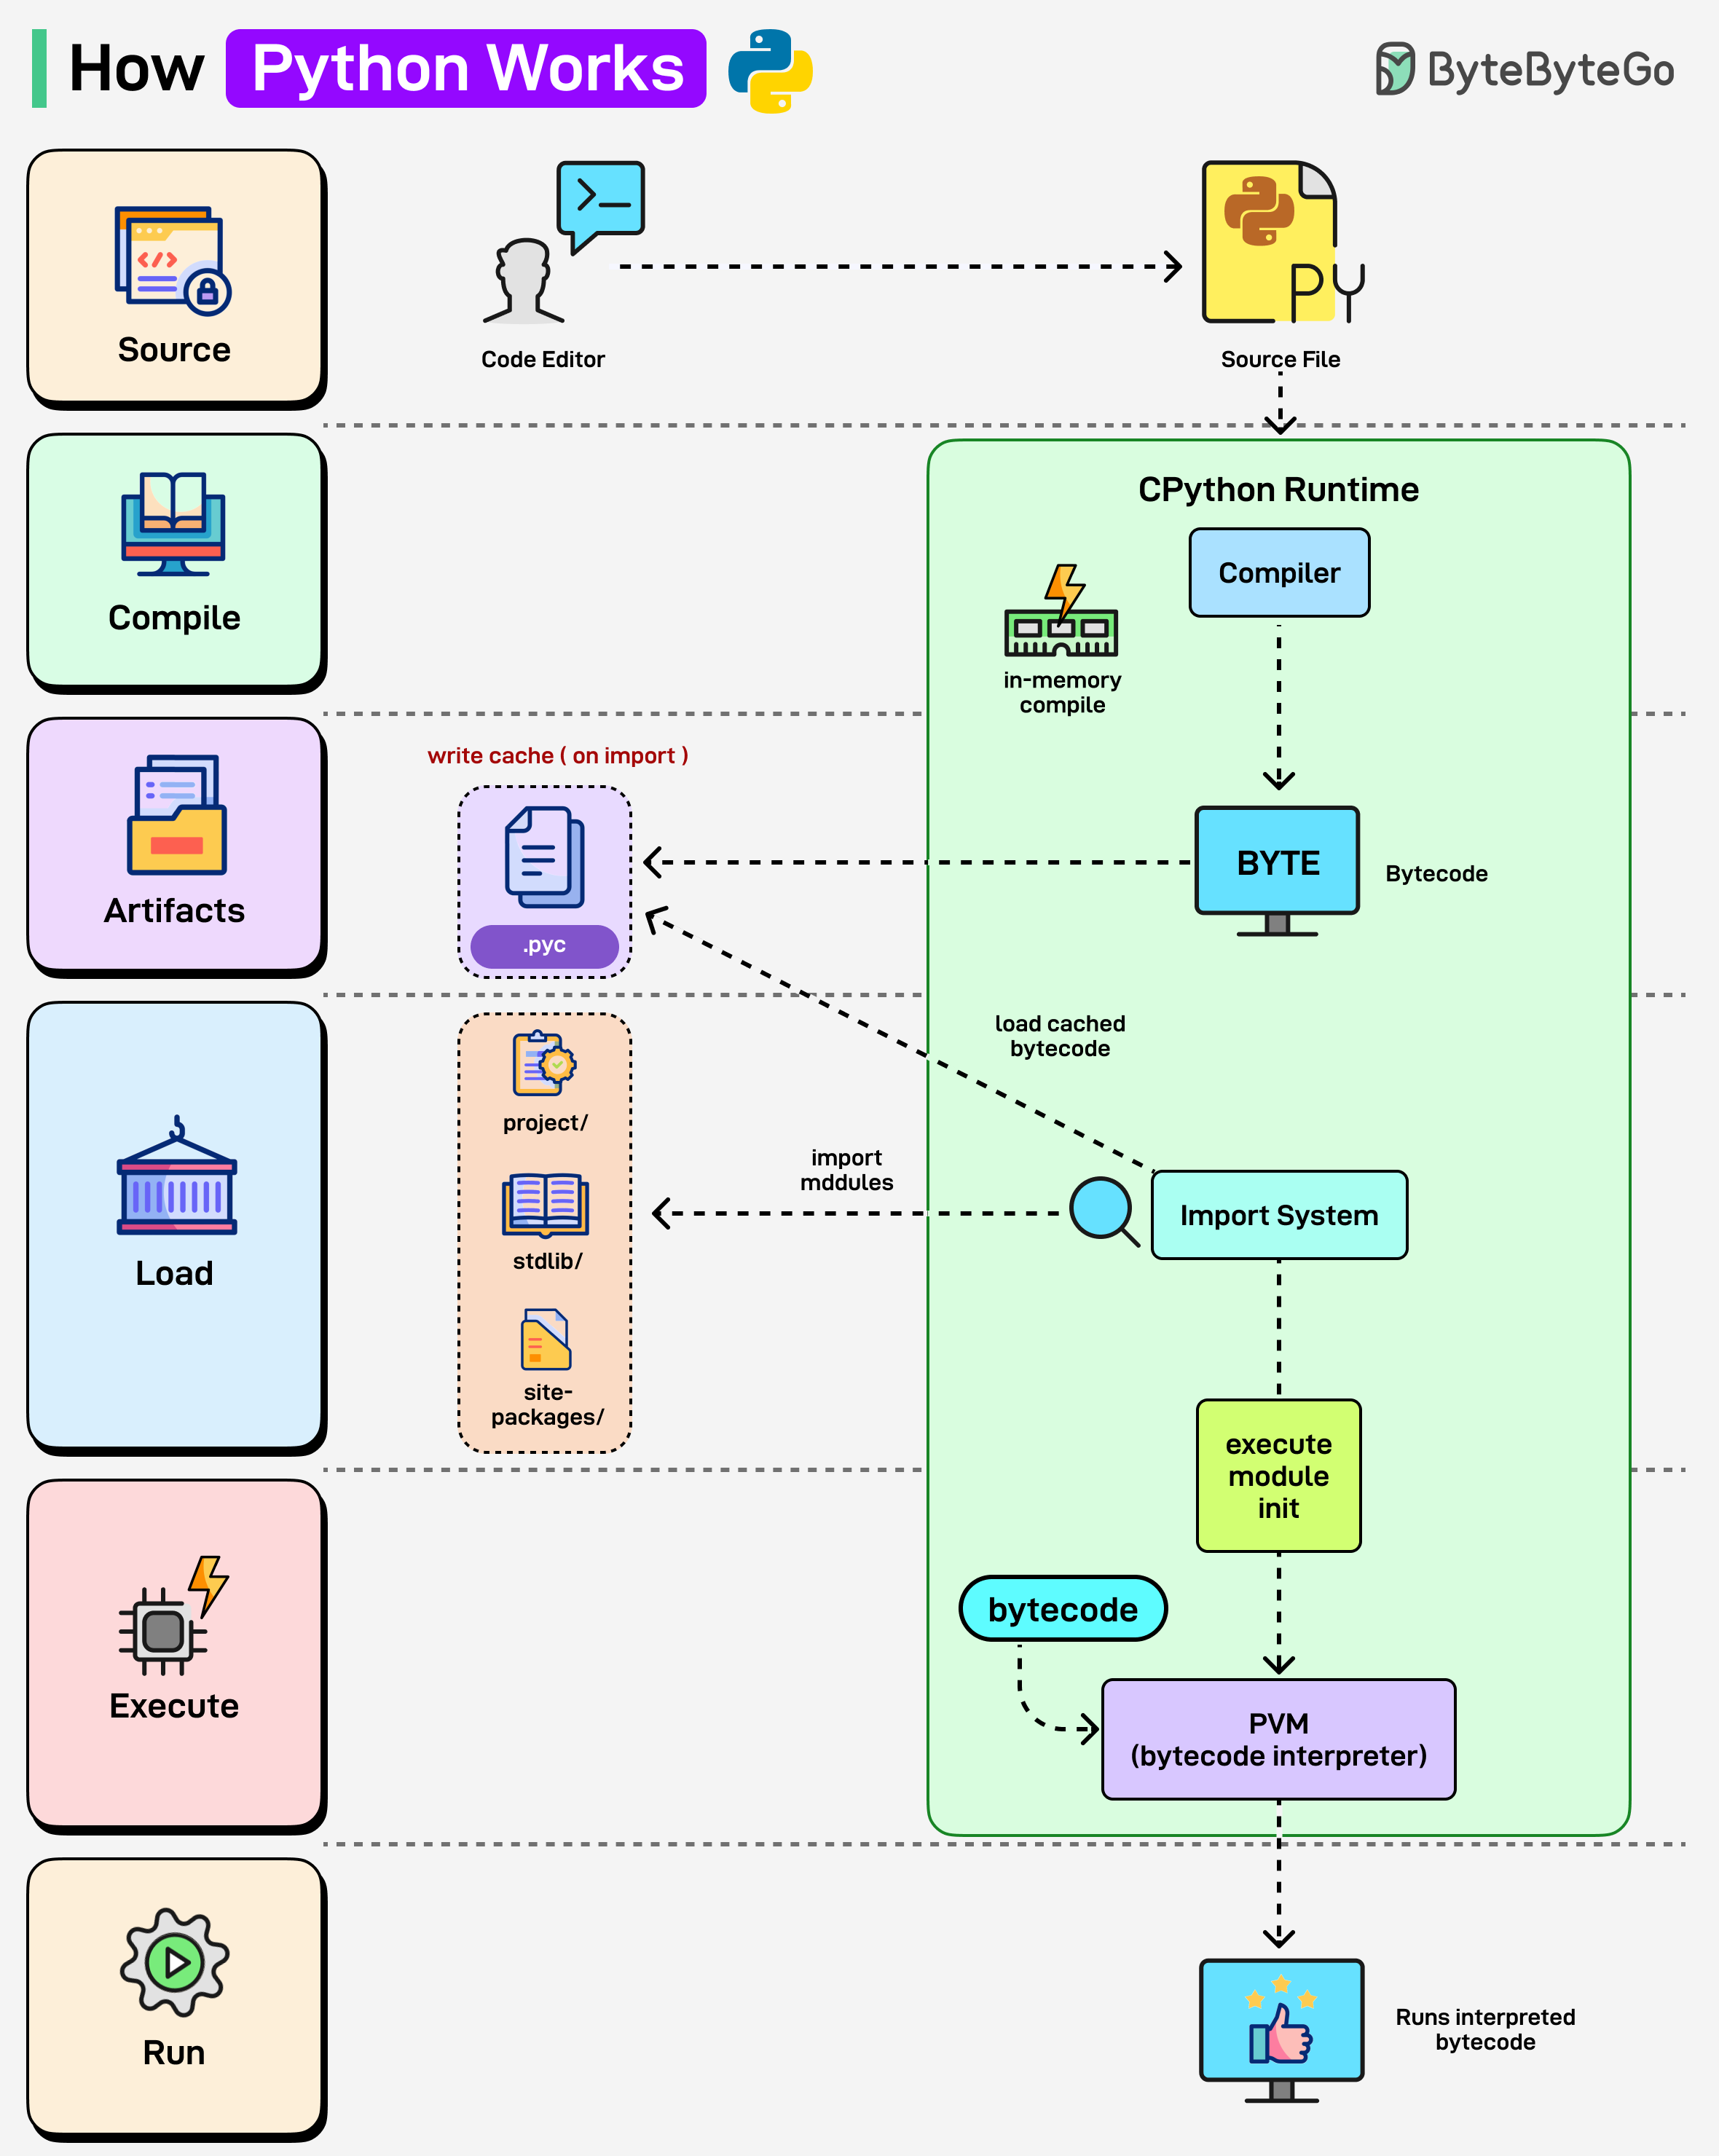 How Python Works
ByteByteGo
Source
Code Editor
PY
Source File
Compile
CPython Runtime
Compiler
in-memory
compile
Artifacts
write cache ( on import )
.pyc
BYTE
Bytecode
Load
project/
stdlib/
site-
packages/
load cached
bytecode
import
mddules
Import System
execute
module
init
Execute
bytecode
PVM
(bytecode interpreter)
Run
Runs interpreted
bytecode